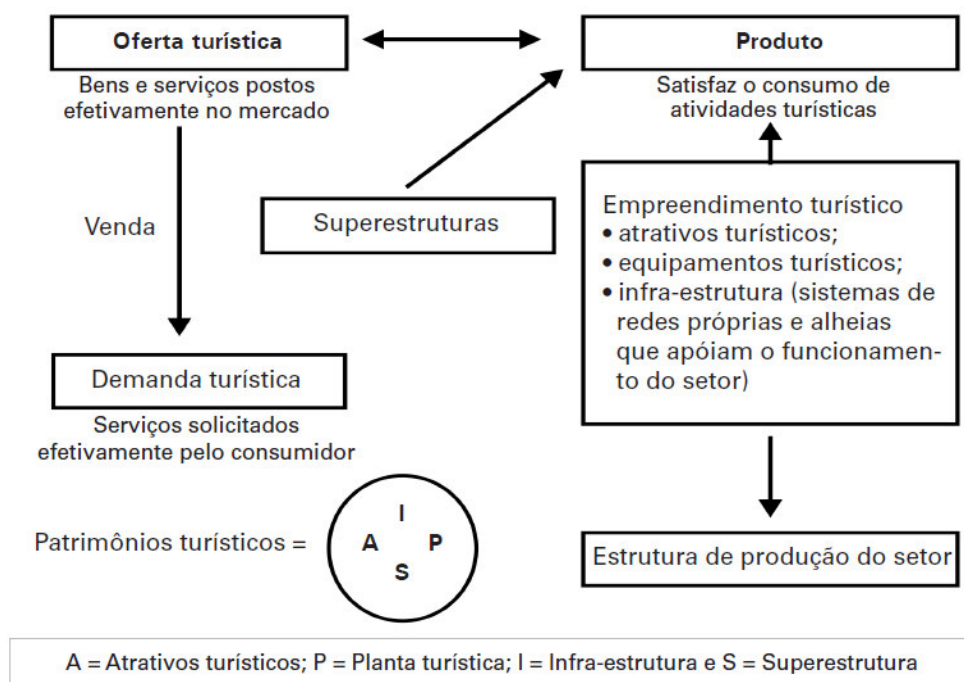 Oferta turística
Bens e serviços postos
efetivamente no mercado
Produto
Satisfaz o consumo de
atividades turísticas
Venda
Superestruturas
Empreendimento turístico
• atrativos turísticos;
• equipamentos turísticos;
• infra-estrutura (sistemas de
redes próprias e alheias
que apóiam o funcionamen-
to do setor)
Demanda turística
Serviços solicitados
efetivamente pelo consumidor
Patrimônios turísticos =
I
A P
S
Estrutura de produção do setor
A = Atrativos turísticos; P = Planta turística; I = Infra-estrutura e S = Superestrutura